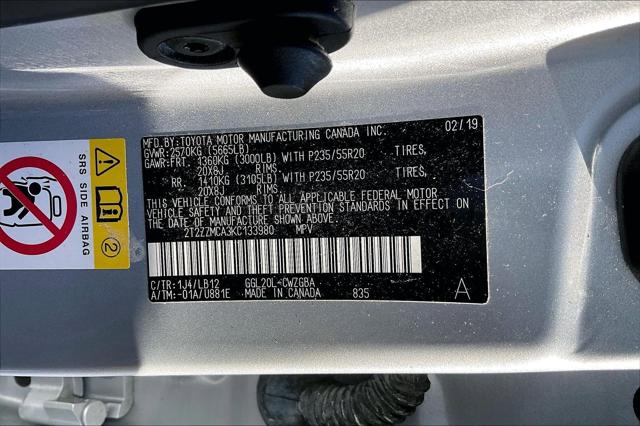 MFD.BY:TOYOTA MOTOR MANUFACTURING CANADA INC. 02/19
GVWR:2570KG (5665LB)
GAWR:FRT. 1360KG (3000LB) WITH P235/55R20 TIRES,
20X8J RIMS
RR. 1410KG (3105LB) WITH P235/55R20 TIRES,
20X8J RIMS
THIS VEHICLE CONFORMS TO ALL APPLICABLE FEDERAL MOTOR
VEHICLE SAFETY AND THEFT PREVENTION STANDARDS IN EFFECT ON
THE DATE OF MANUFACTURE SHOWN ABOVE.
2T2ZZMCA3KC133980 MPV
C/TR:1J4/LB12 GGL20L-CWZGBA
A/TM:-01A/U881E MADE IN CANADA 835 A
SRS SIDE AIRBAG
2